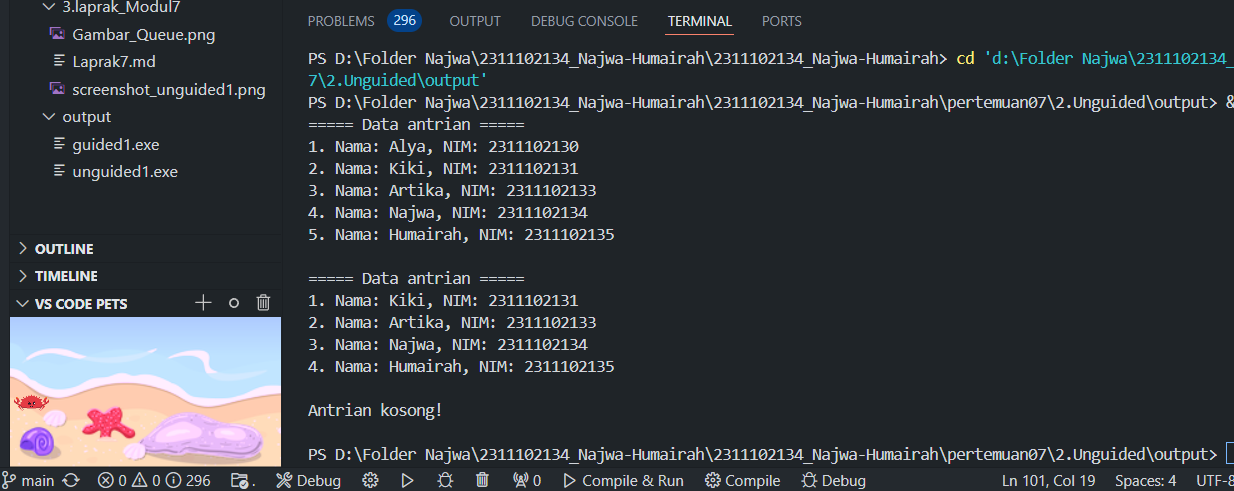 3.laprak_Modul7
Gambar_Queue.png
Laprak7.md
screenshot_unguided1.png
output
guided1.exe
unguided1.exe
OUTLINE
TIMELINE
VS CODE PETS
PROBLEMS 296 OUTPUT DEBUG CONSOLE TERMINAL PORTS
PS D:\Folder Najwa\2311102134_Najwa-Humairah\2311102134_Najwa-Humairah> cd 'd:\Folder Najwa\2311102134_
7\2.Unguided\output'
PS D:\Folder Najwa\2311102134_Najwa-Humairah\2311102134_Najwa-Humairah\pertemuan07\2.Unguided\output> &
===== Data antrian =====
1. Nama: Alya, NIM: 2311102130
2. Nama: Kiki, NIM: 2311102131
3. Nama: Artika, NIM: 2311102133
4. Nama: Najwa, NIM: 2311102134
5. Nama: Humairah, NIM: 2311102135
===== Data antrian =====
1. Nama: Kiki, NIM: 2311102131
2. Nama: Artika, NIM: 2311102133
3. Nama: Najwa, NIM: 2311102134
4. Nama: Humairah, NIM: 2311102135
Antrian kosong!
PS D:\Folder Najwa\2311102134_Najwa-Humairah\2311102134_Najwa-Humairah\pertemuan07\2.Unguided\output>
main 0 0 296 . Debug 0 Compile & Run Compile Debug Ln 101, Col 19 Spaces: 4 UTF-8